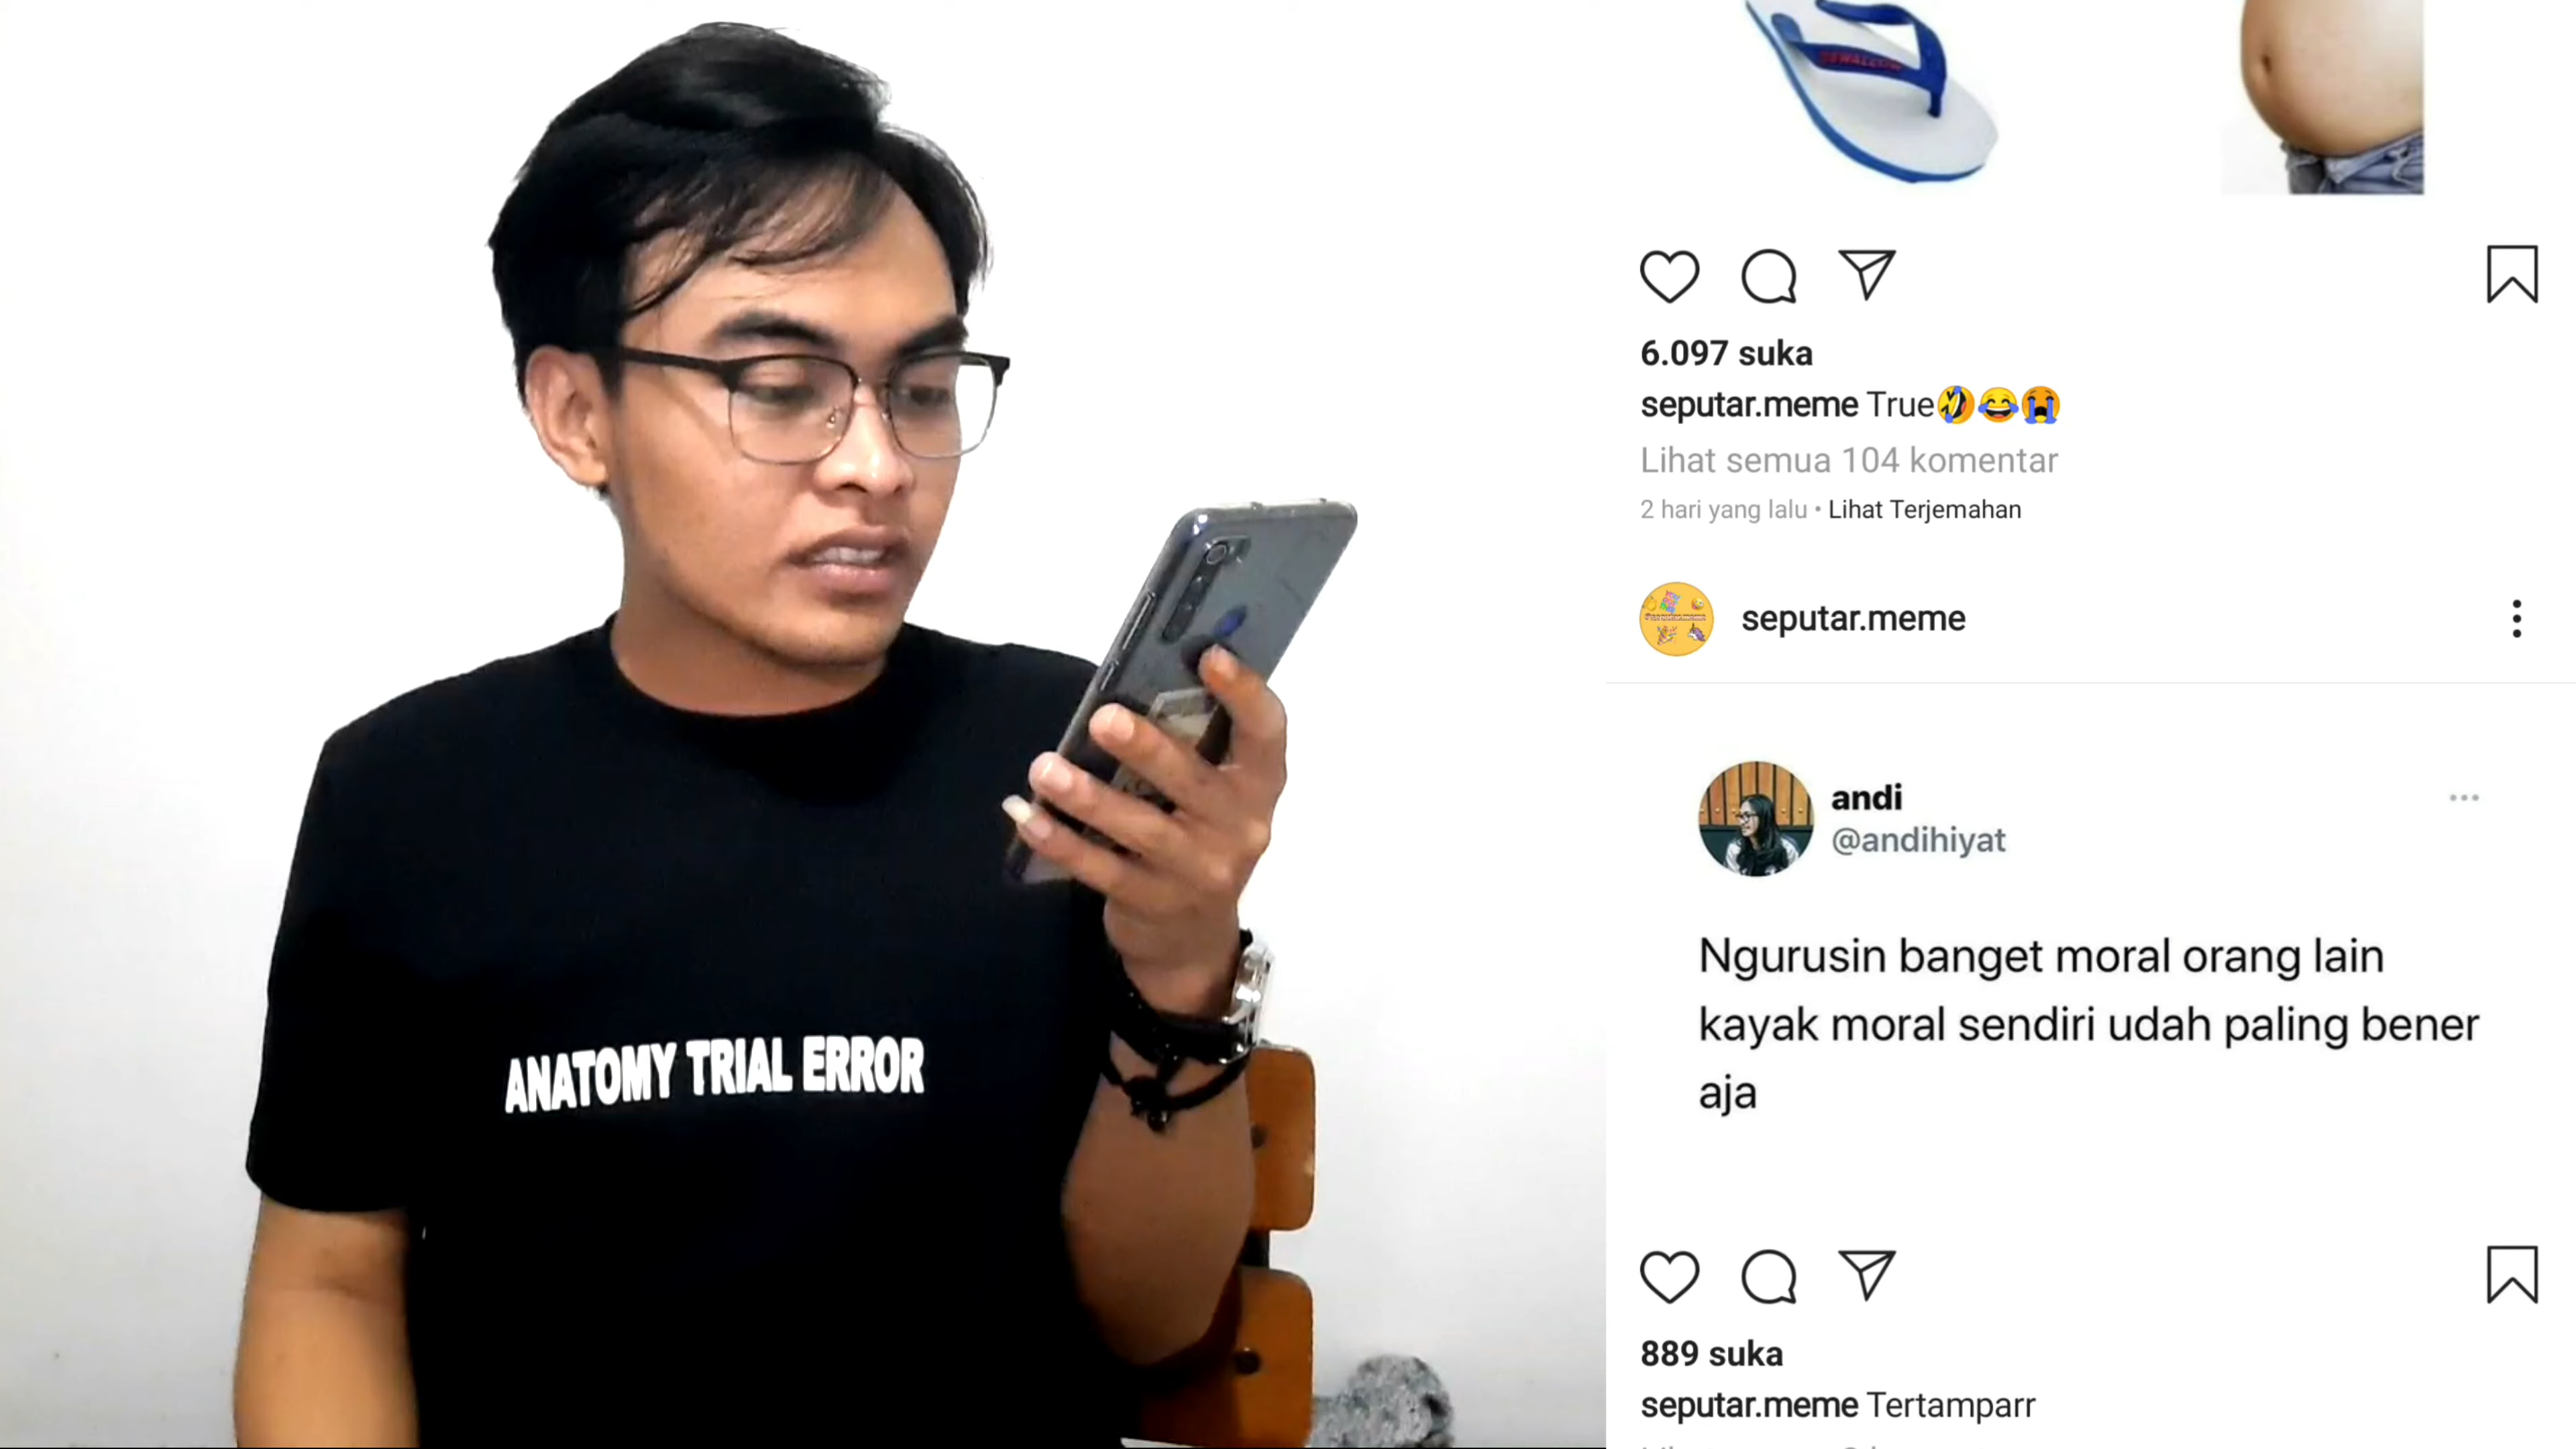 ANATOMY TRIAL ERROR
6.097 suka
seputar.meme True🤣😂😭
Lihat semua 104 komentar
2 hari yang lalu • Lihat Terjemahan
seputar.meme
andi
@andihiyat
Ngurusin banget moral orang lain
kayak moral sendiri udah paling bener
aja
889 suka
seputar.meme Tertamparr